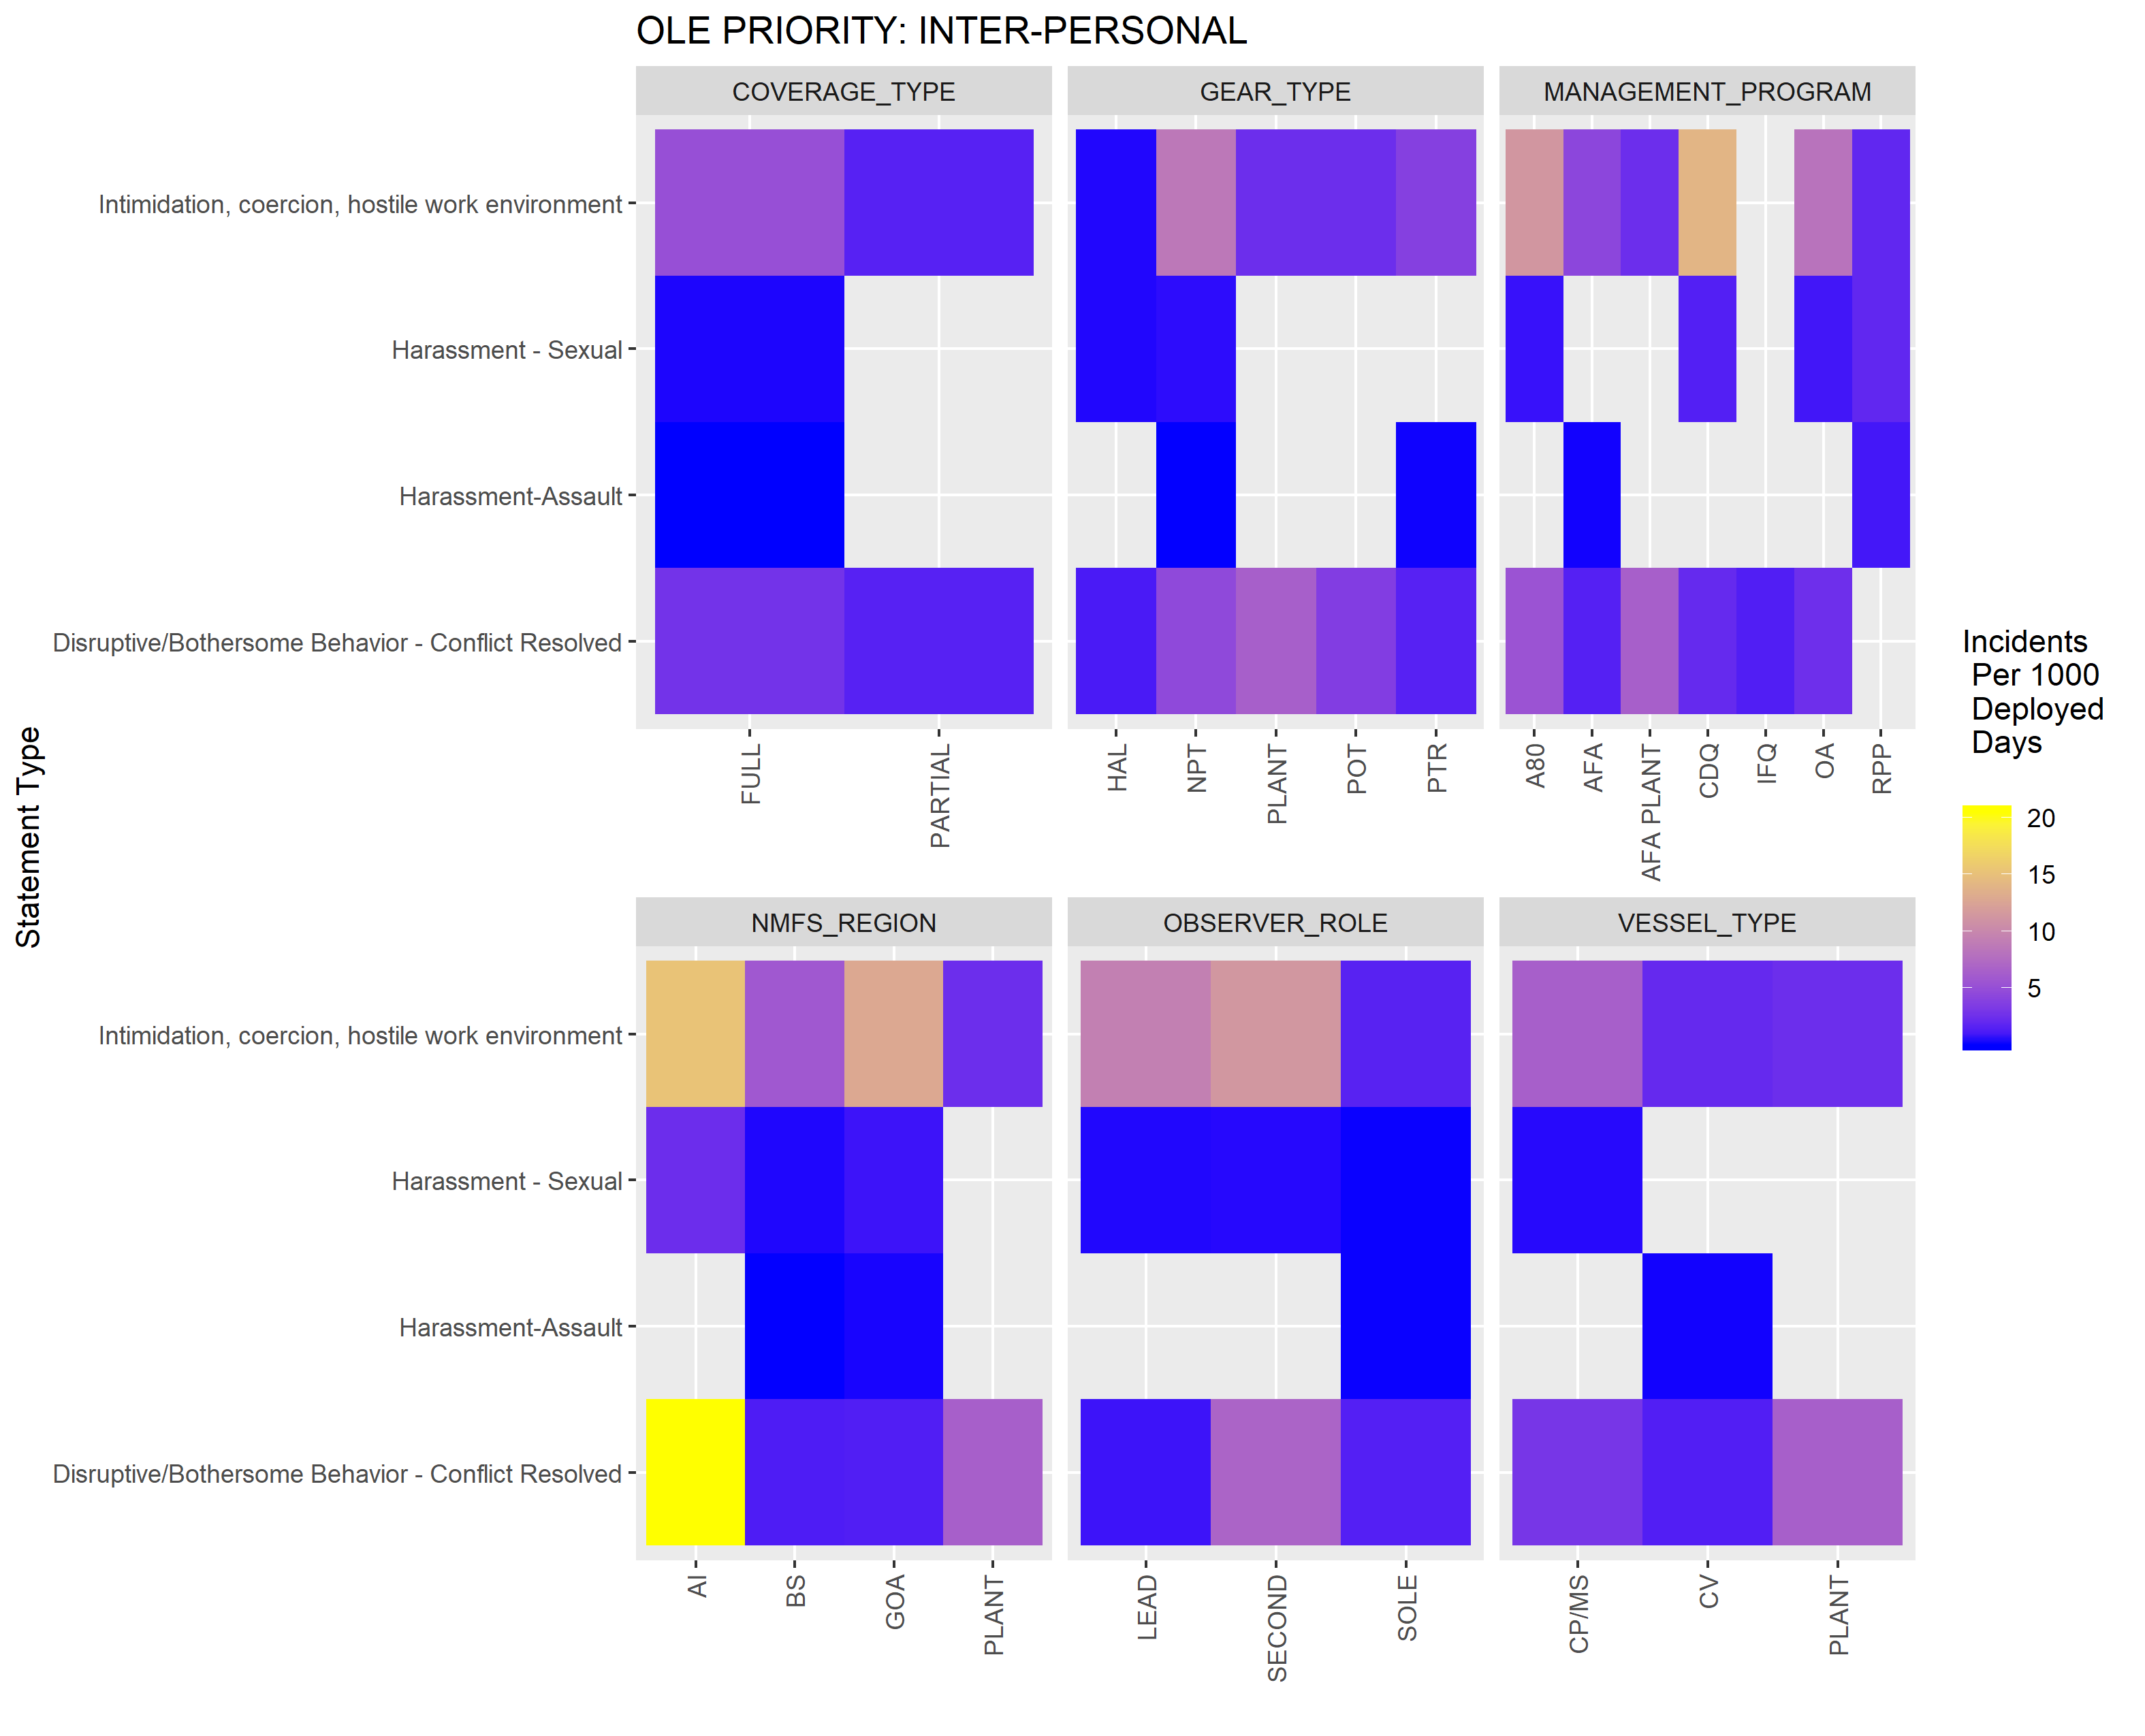 OLE PRIORITY: INTER-PERSONAL
COVERAGE_TYPE
GEAR_TYPE
MANAGEMENT_PROGRAM
Intimidation, coercion, hostile work environment
Harassment - Sexual
Harassment-Assault
Disruptive/Bothersome Behavior - Conflict Resolved
FULL
PARTIAL
HAL
NPT
PLANT
POT
PTR
A80
AFA
AFA PLANT
CDQ
IFQ
OA
RPP
Statement Type
NMFS_REGION
OBSERVER_ROLE
VESSEL_TYPE
Intimidation, coercion, hostile work environment
Harassment - Sexual
Harassment-Assault
Disruptive/Bothersome Behavior - Conflict Resolved
AI
BS
GOA
PLANT
LEAD
SECOND
SOLE
CP/MS
CV
PLANT
Incidents
Per 1000
Deployed
Days
20
15
10
5